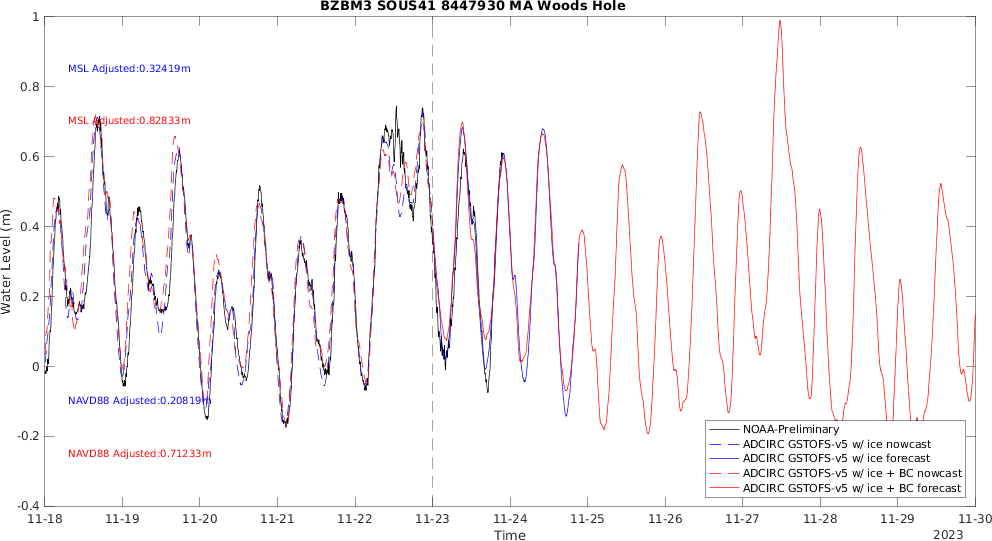 BZBM3 SOUS41 8447930 MA Woods Hole
1
0.8
0.6
0.4
0.2
0
-0.2
-0.4
Water Level (m)
MSL Adjusted:0.32419m
MSL Adjusted:0.82833m
NAVD88 Adjusted:0.20819m
NAVD88 Adjusted:0.71233m
NOAA-Preliminary
ADCIRC GSTOFS-v5 w/ ice nowcast
ADCIRC GSTOFS-v5 w/ ice forecast
ADCIRC GSTOFS-v5 w/ ice + BC nowcast
ADCIRC GSTOFS-v5 w/ ice + BC forecast
11-18 11-19 11-20 11-21 11-22 11-23 11-24 11-25 11-26 11-27 11-28 11-29 11-30
Time
2023